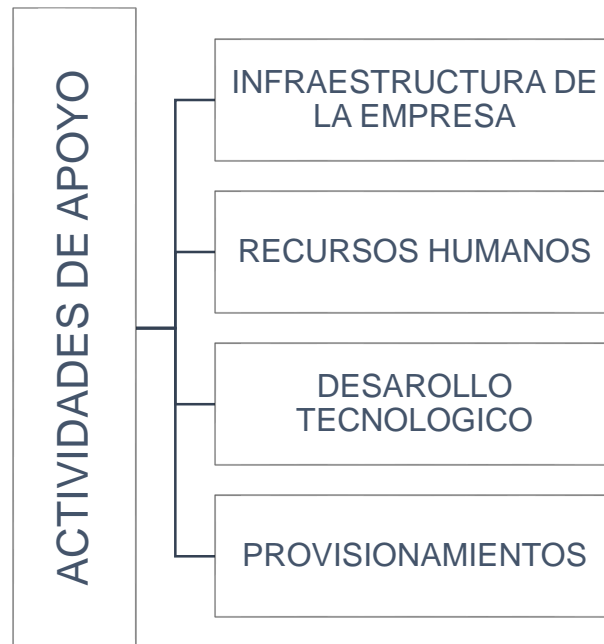 ACTIVIDADES DE APOYO
INFRAESTRUCTURA DE
LA EMPRESA
RECURSOS HUMANOS
DESAROLLO
TECNOLOGICO
PROVISIONAMIENTOS